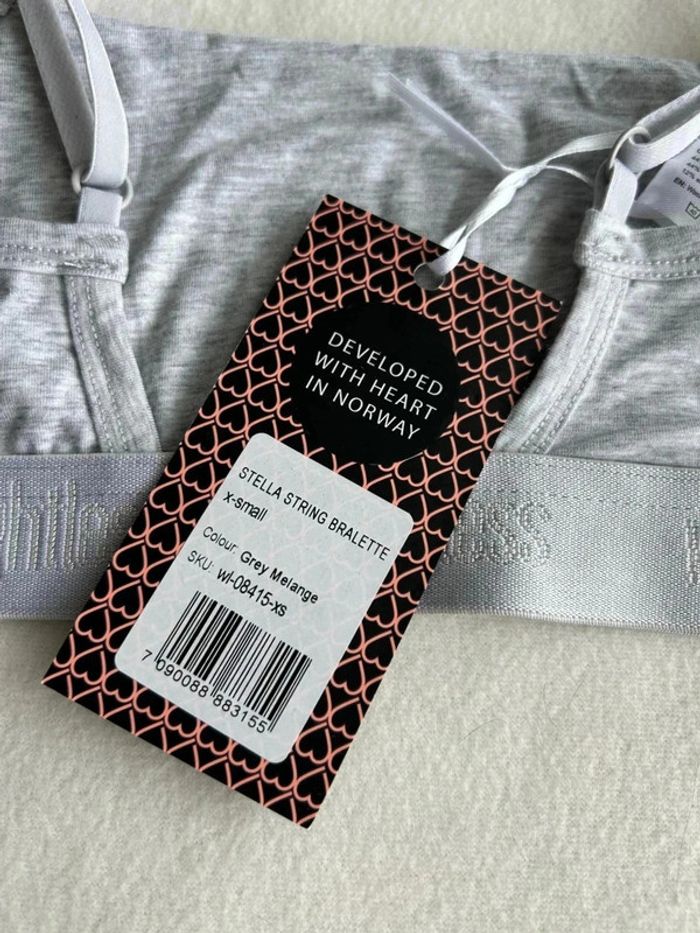 DEVELOPED
WITH HEART
IN NORWAY
STELLA STRING BRALETTE
x-small
Colour: Grey Melange
SKU: wl-08415-xs
7 090088 883155